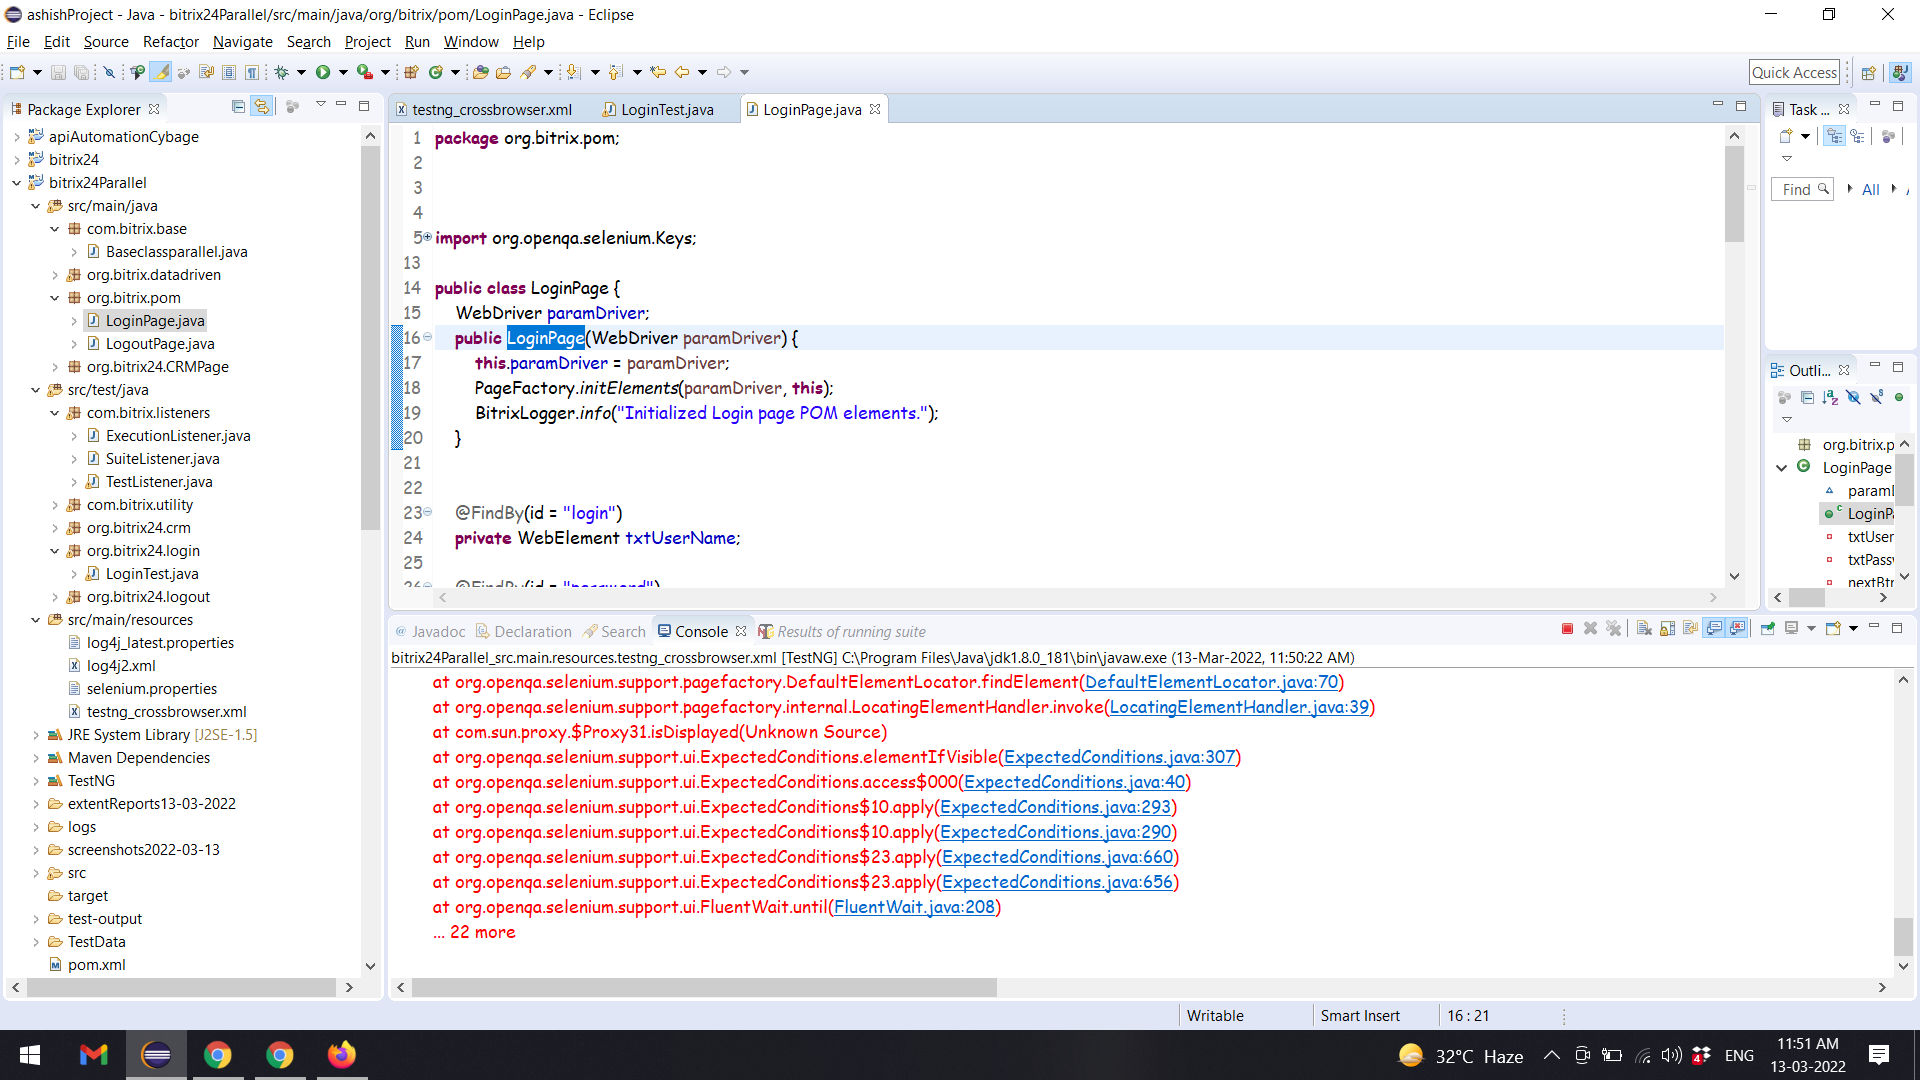 ashishProject - Java - bitrix24Parallel/src/main/java/org/bitrix/pom/LoginPage.java - Eclipse
File Edit Source Refactor Navigate Search Project Run Window Help
Quick Access
Package Explorer
apiAutomationCybage
bitrix24
bitrix24Parallel
src/main/java
com.bitrix.base
Baseclassparallel.java
org.bitrix.datadriven
org.bitrix.pom
LoginPage.java
LogoutPage.java
org.bitrix24.CRMPage
src/test/java
com.bitrix.listeners
ExecutionListener.java
SuiteListener.java
TestListener.java
com.bitrix.utility
org.bitrix24.crm
org.bitrix24.login
LoginTest.java
org.bitrix24.logout
src/main/resources
log4j_latest.properties
log4j2.xml
selenium.properties
testng_crossbrowser.xml
JRE System Library [J2SE-1.5]
Maven Dependencies
TestNG
extentReports13-03-2022
logs
screenshots2022-03-13
src
target
test-output
TestData
pom.xml
testng_crossbrowser.xml LoginTest.java LoginPage.java
1 package org.bitrix.pom;
2
3
4
5 import org.openqa.selenium.Keys;
13
14 public class LoginPage {
15 WebDriver paramDriver;
16 public LoginPage(WebDriver paramDriver) {
17 this.paramDriver = paramDriver;
18 PageFactory.initElements(paramDriver, this);
19 BitrixLogger.info("Initialized Login page POM elements.");
20 }
21
22
23 @FindBy(id = "login")
24 private WebElement txtUserName;
25
26 @FindBy(id = "password")
Task ...
Find All
Outli...
org.bitrix.p
LoginPage
paramD
LoginPa
txtUser
txtPass
nextBtn
Javadoc Declaration Search Console Results of running suite
bitrix24Parallel_src.main.resources.testng_crossbrowser.xml [TestNG] C:\Program Files\Java\jdk1.8.0_181\bin\javaw.exe (13-Mar-2022, 11:50:22 AM)
at org.openqa.selenium.support.pagefactory.DefaultElementLocator.findElement(DefaultElementLocator.java:70)
at org.openqa.selenium.support.pagefactory.internal.LocatingElementHandler.invoke(LocatingElementHandler.java:39)
at com.sun.proxy.$Proxy31.isDisplayed(Unknown Source)
at org.openqa.selenium.support.ui.ExpectedConditions.elementIfVisible(ExpectedConditions.java:307)
at org.openqa.selenium.support.ui.ExpectedConditions.access$000(ExpectedConditions.java:40)
at org.openqa.selenium.support.ui.ExpectedConditions$10.apply(ExpectedConditions.java:293)
at org.openqa.selenium.support.ui.ExpectedConditions$10.apply(ExpectedConditions.java:290)
at org.openqa.selenium.support.ui.ExpectedConditions$23.apply(ExpectedConditions.java:660)
at org.openqa.selenium.support.ui.ExpectedConditions$23.apply(ExpectedConditions.java:656)
at org.openqa.selenium.support.ui.FluentWait.until(FluentWait.java:208)
... 22 more
Writable Smart Insert 16 : 21
32°C Haze 4 ENG 11:51 AM
13-03-2022